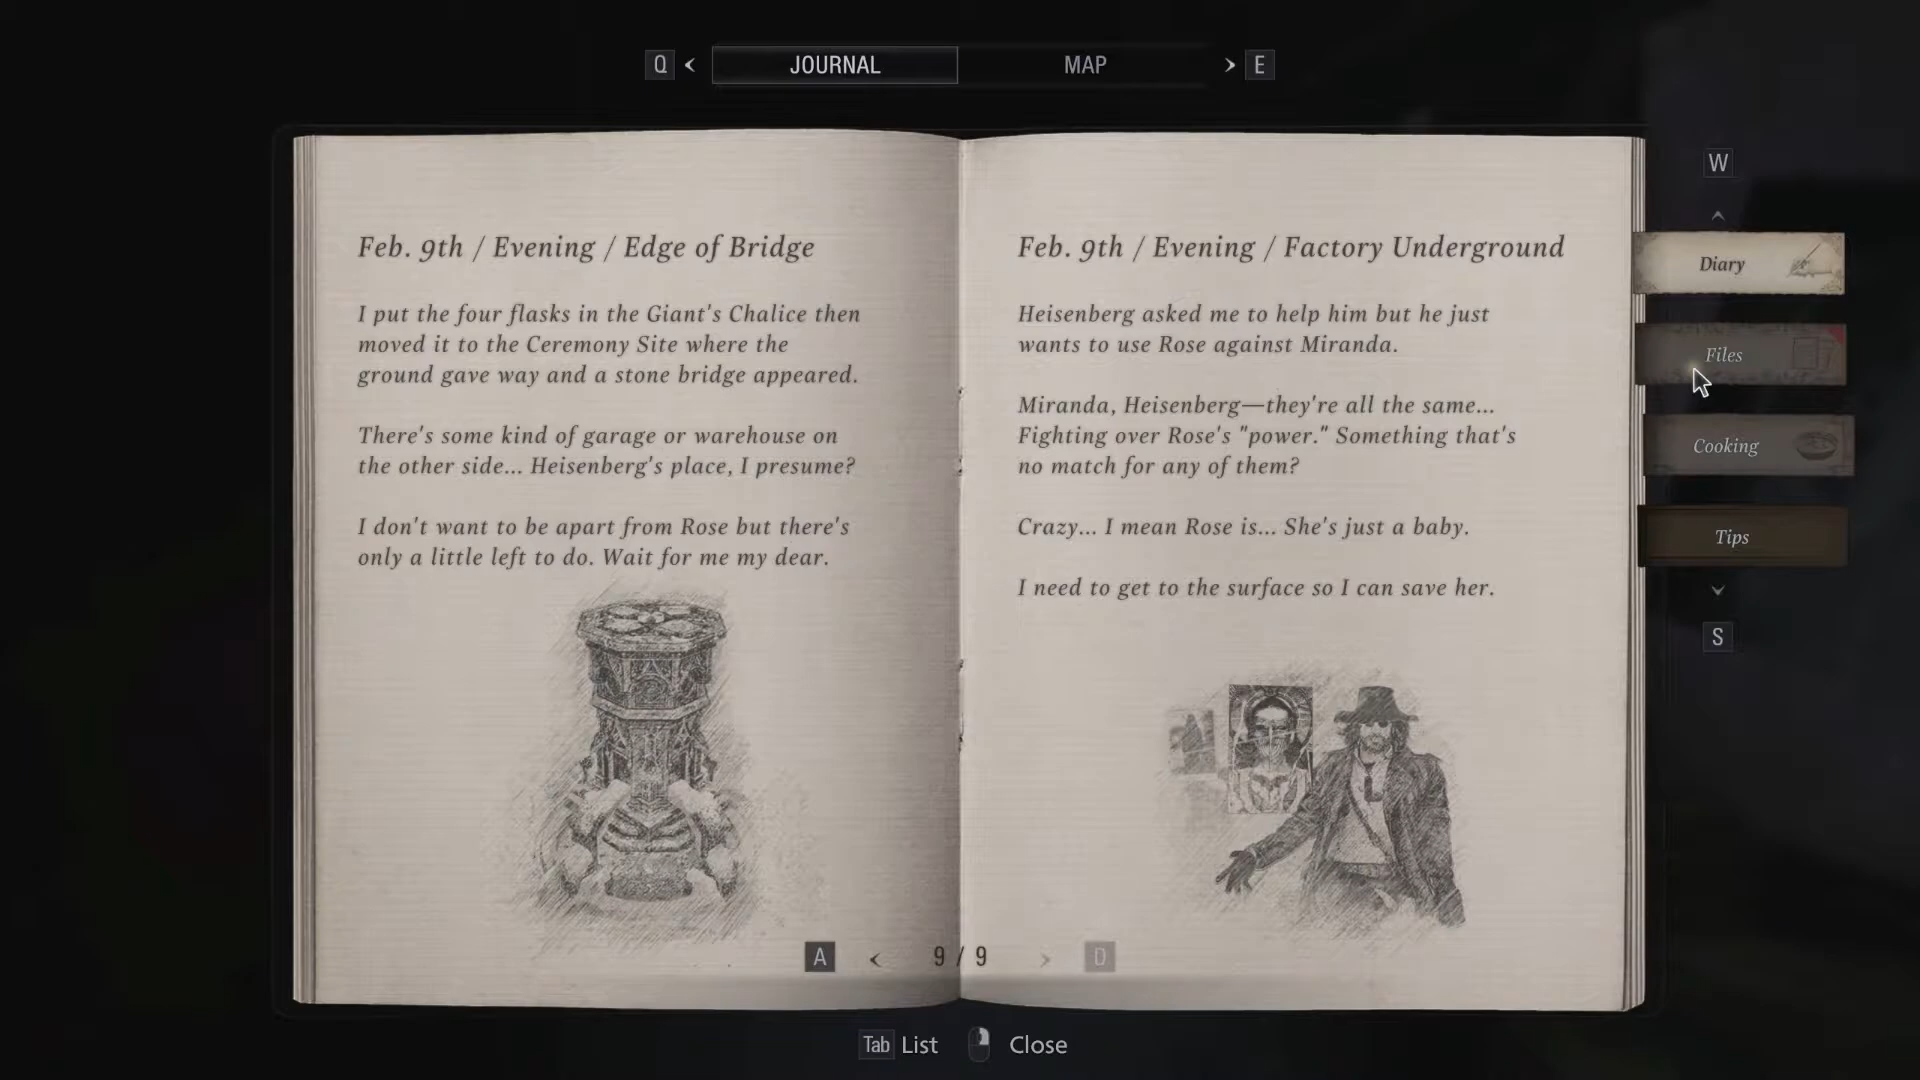 Q < JOURNAL MAP > E
W
Feb. 9th / Evening / Edge of Bridge
I put the four flasks in the Giant's Chalice then
moved it to the Ceremony Site where the
ground gave way and a stone bridge appeared.
There's some kind of garage or warehouse on
the other side... Heisenberg's place, I presume?
I don't want to be apart from Rose but there's
only a little left to do. Wait for me my dear.
Feb. 9th / Evening / Factory Underground
Heisenberg asked me to help him but he just
wants to use Rose against Miranda.
Miranda, Heisenberg—they're all the same...
Fighting over Rose's "power." Something that's
no match for any of them?
Crazy... I mean Rose is... She's just a baby.
I need to get to the surface so I can save her.
Diary
Files
Cooking
Tips
S
A < 9 / 9 > D
Tab List Close